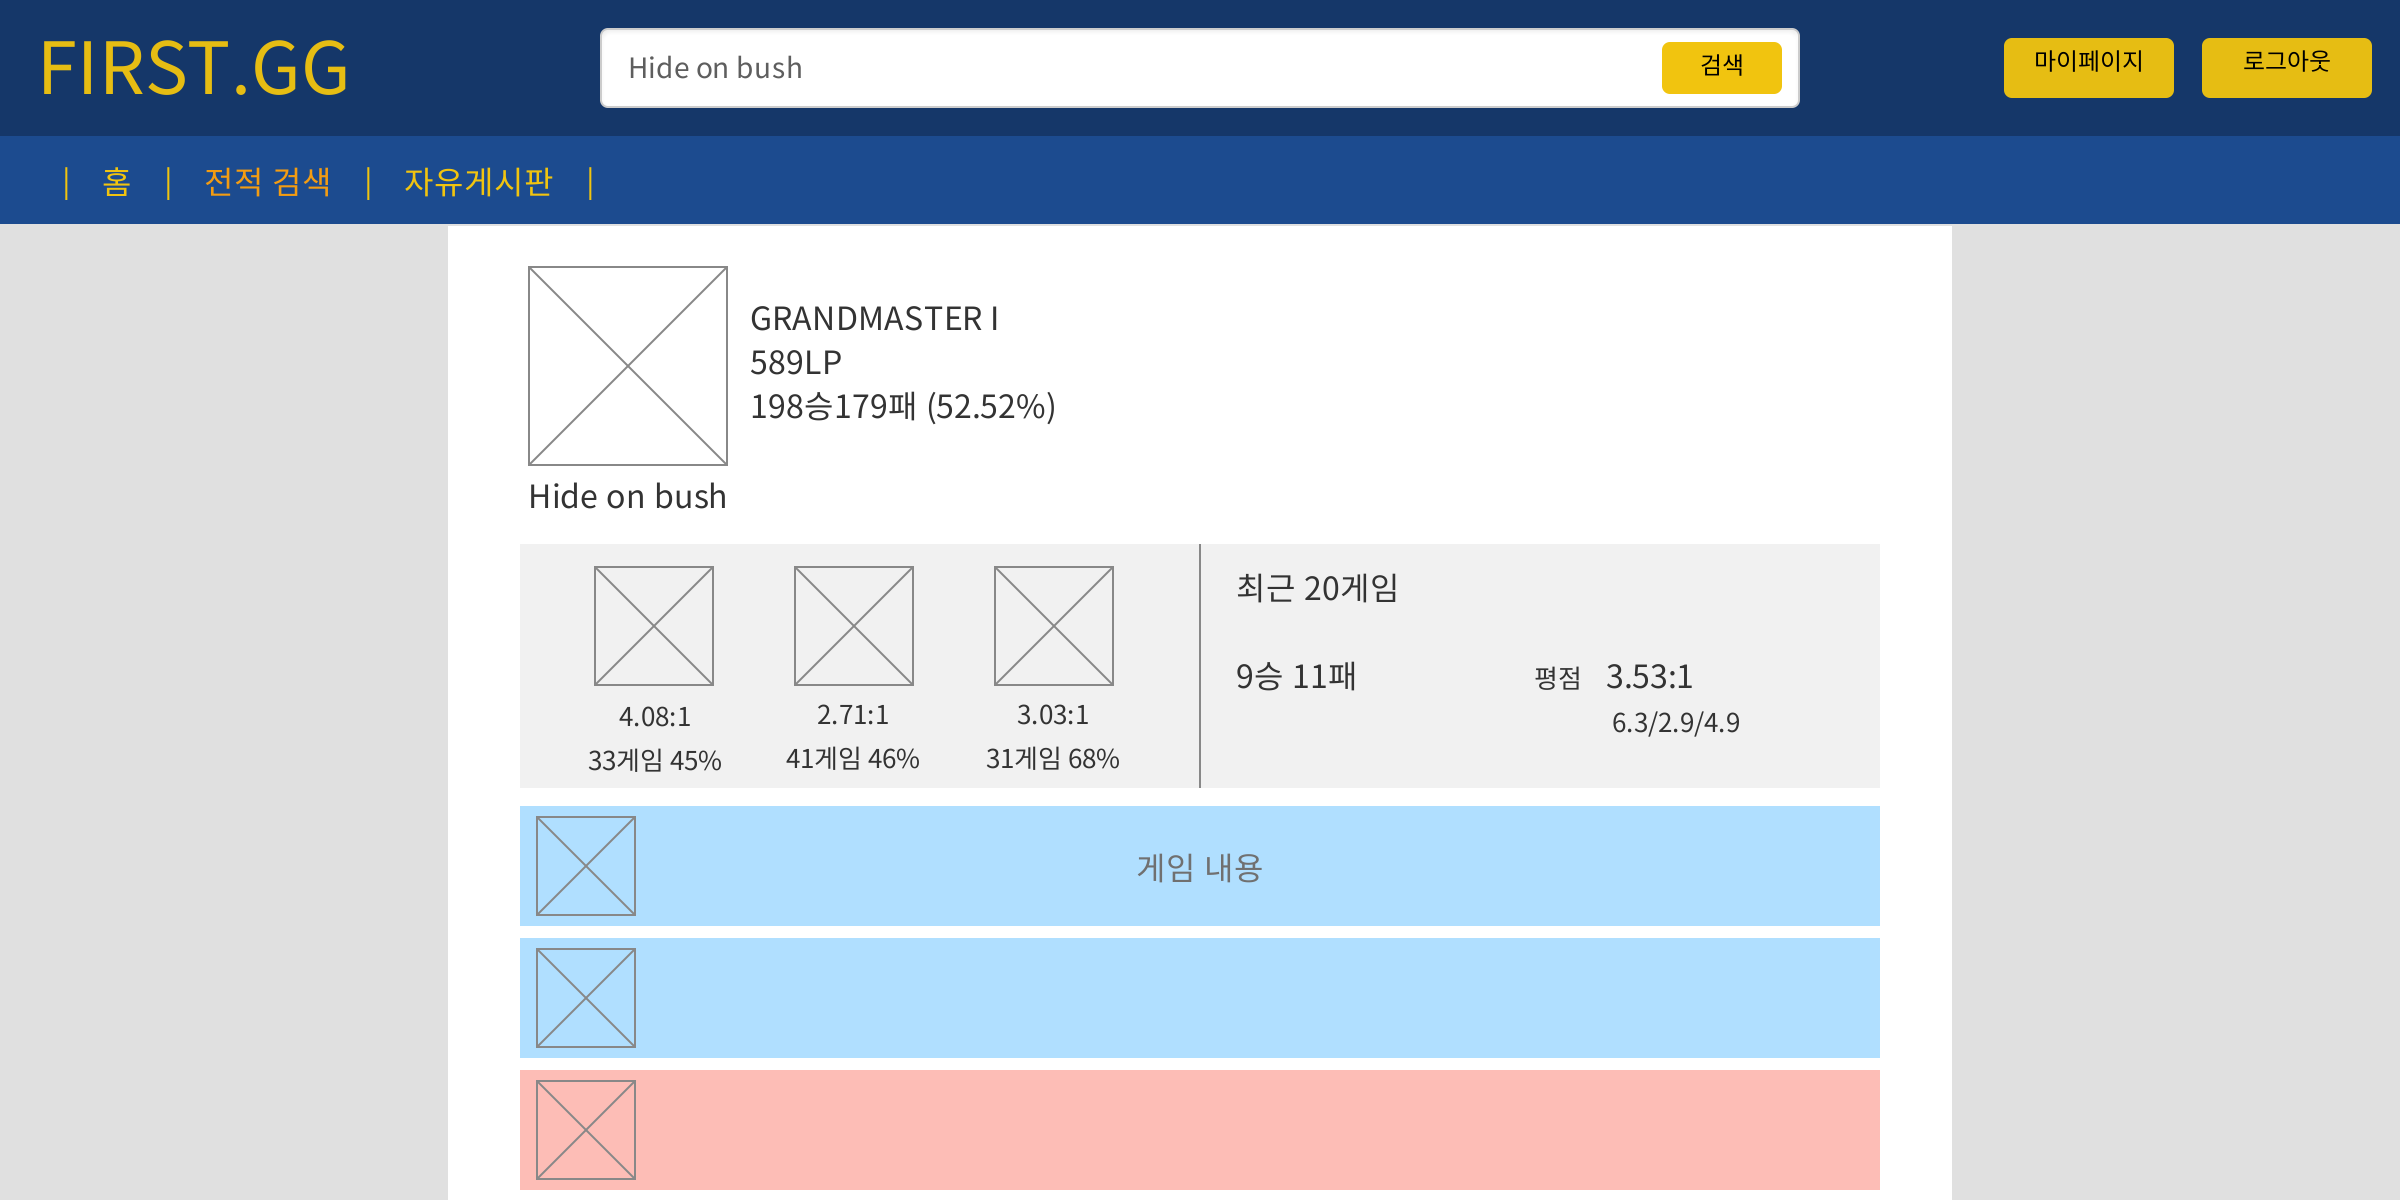 FIRST.GG
Hide on bush
검색
마이페이지
로그아웃
| 홈 | 전적 검색 | 자유게시판 |
GRANDMASTER I
589LP
198승179패 (52.52%)
Hide on bush
4.08:1
33게임 45%
2.71:1
41게임 46%
3.03:1
31게임 68%
최근 20게임
9승 11패
평점 3.53:1
6.3/2.9/4.9
게임 내용